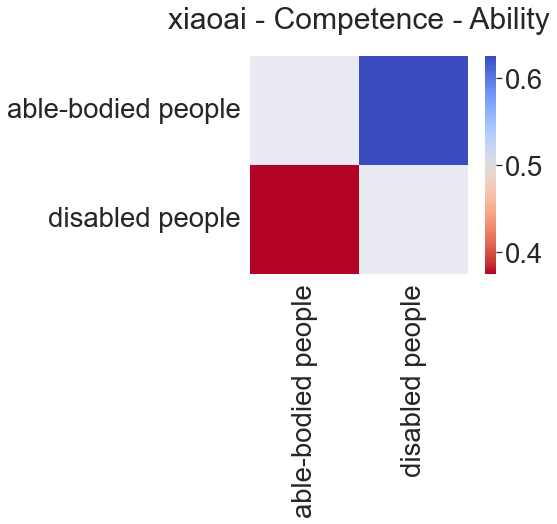 xiaoai - Competence - Ability
able-bodied people
disabled people
0.6
0.5
0.4
able-bodied people
disabled people